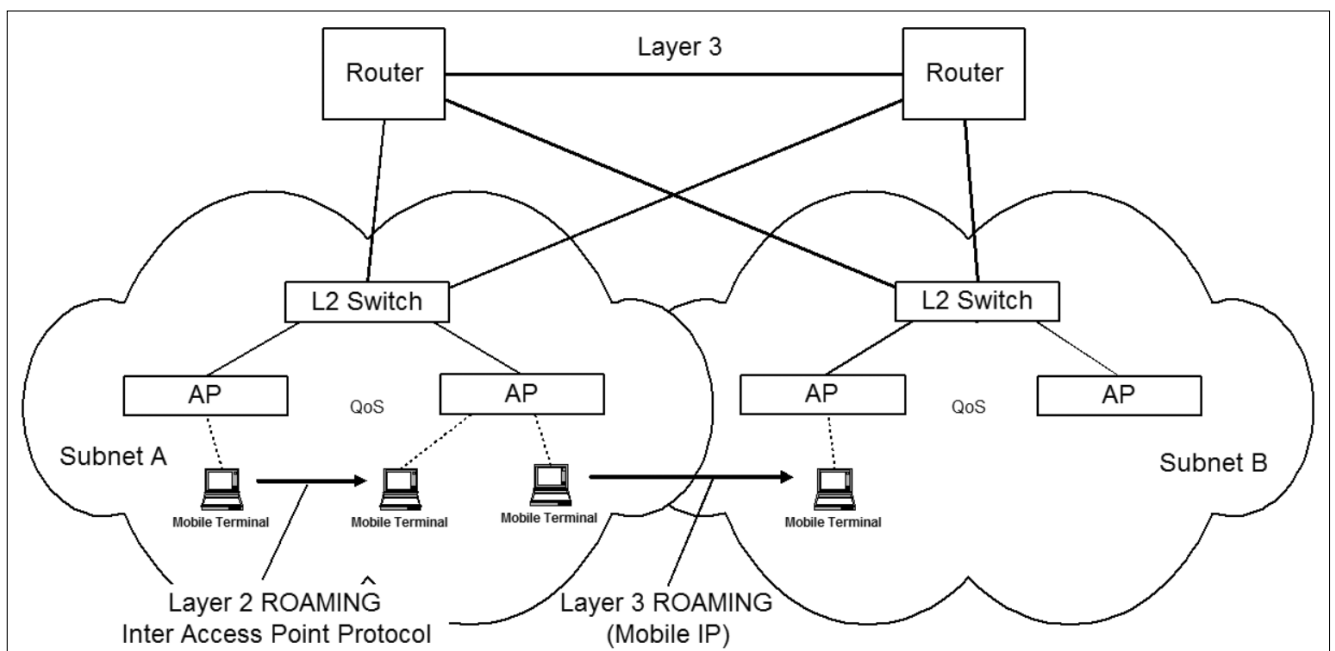 Layer 3
Router
Router
L2 Switch
L2 Switch
AP
AP
AP
AP
QoS
QoS
Subnet A
Subnet B
Mobile Terminal
Mobile Terminal
Mobile Terminal
Mobile Terminal
Layer 2 ROAMING
Inter Access Point Protocol
Layer 3 ROAMING
(Mobile IP)